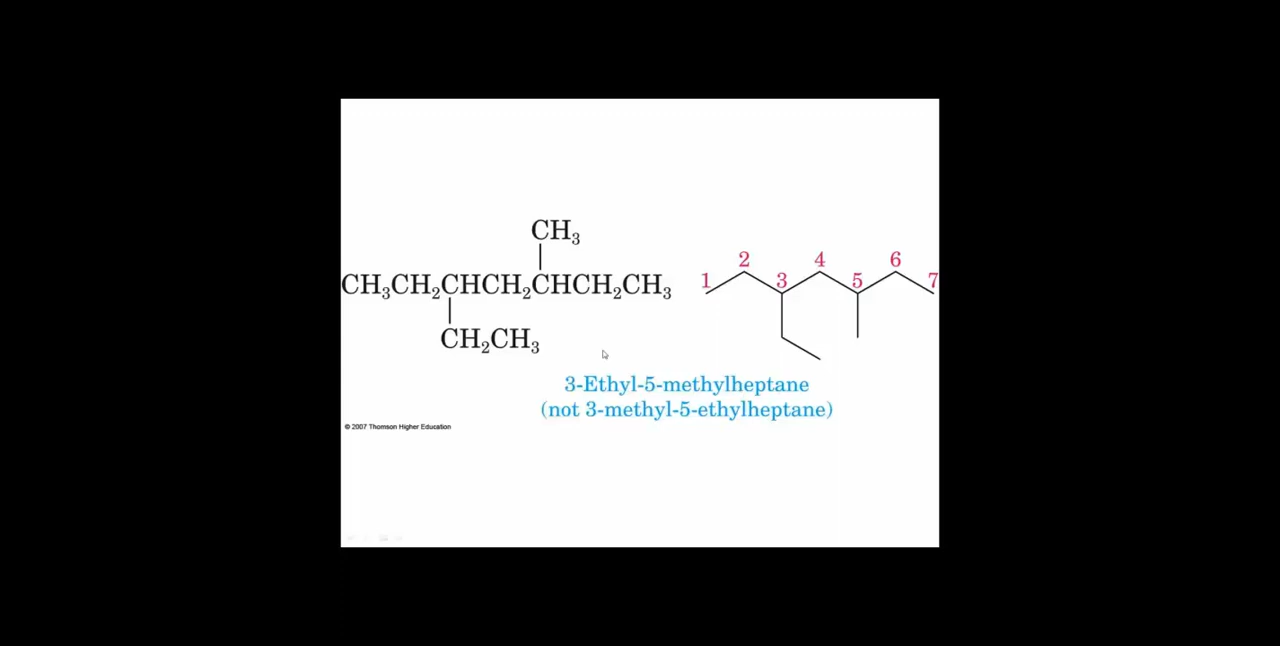 CH₃
CH₃CH₂CHCH₂CHCH₂CH₃
CH₂CH₃
1 2 3 4 5 6 7
3-Ethyl-5-methylheptane
(not 3-methyl-5-ethylheptane)
© 2007 Thomson Higher Education